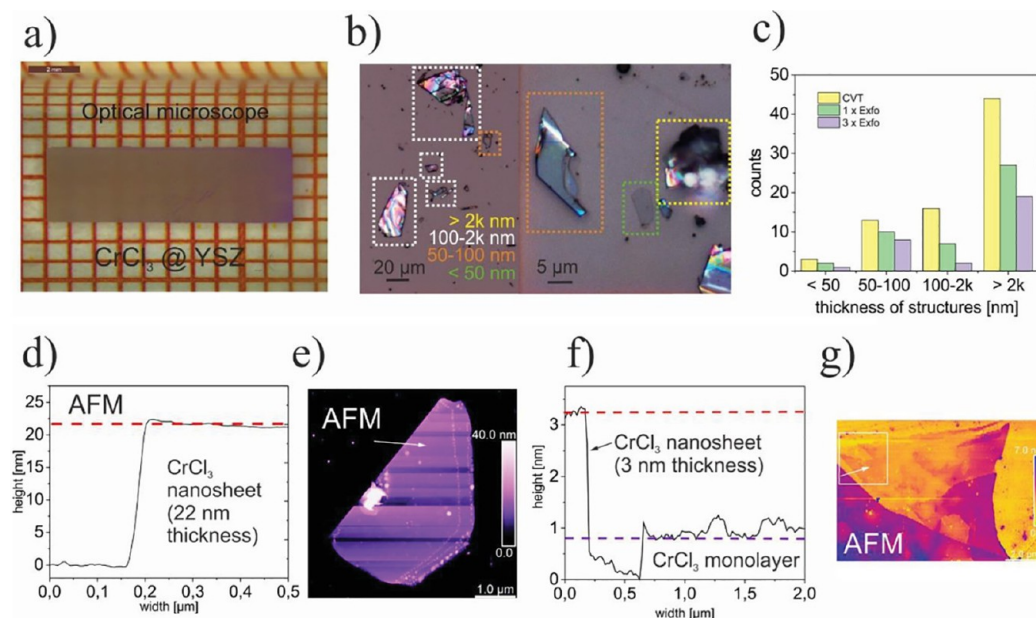 a)
2 mm
Optical microscope
CrCl₃ @ YSZ
b)
> 2k nm
100-2k nm
50-100 nm
< 50 nm
20 µm
5 µm
c)
50
40
30
20
10
0
counts
CVT
1 x Exfo
3 x Exfo
< 50
50-100
100-2k
> 2k
thickness of structures [nm]
d)
AFM
25
20
15
10
5
0
height [nm]
CrCl₃
nanosheet
(22 nm
thickness)
0,0
0,1
0,2
0,3
0,4
0,5
width [µm]
e)
AFM
40.0 nm
0.0
1.0 µm
f)
3
2
1
0
height [nm]
CrCl₃ nanosheet
(3 nm thickness)
CrCl₃ monolayer
0,0
0,5
1,0
1,5
2,0
width [µm]
g)
AFM